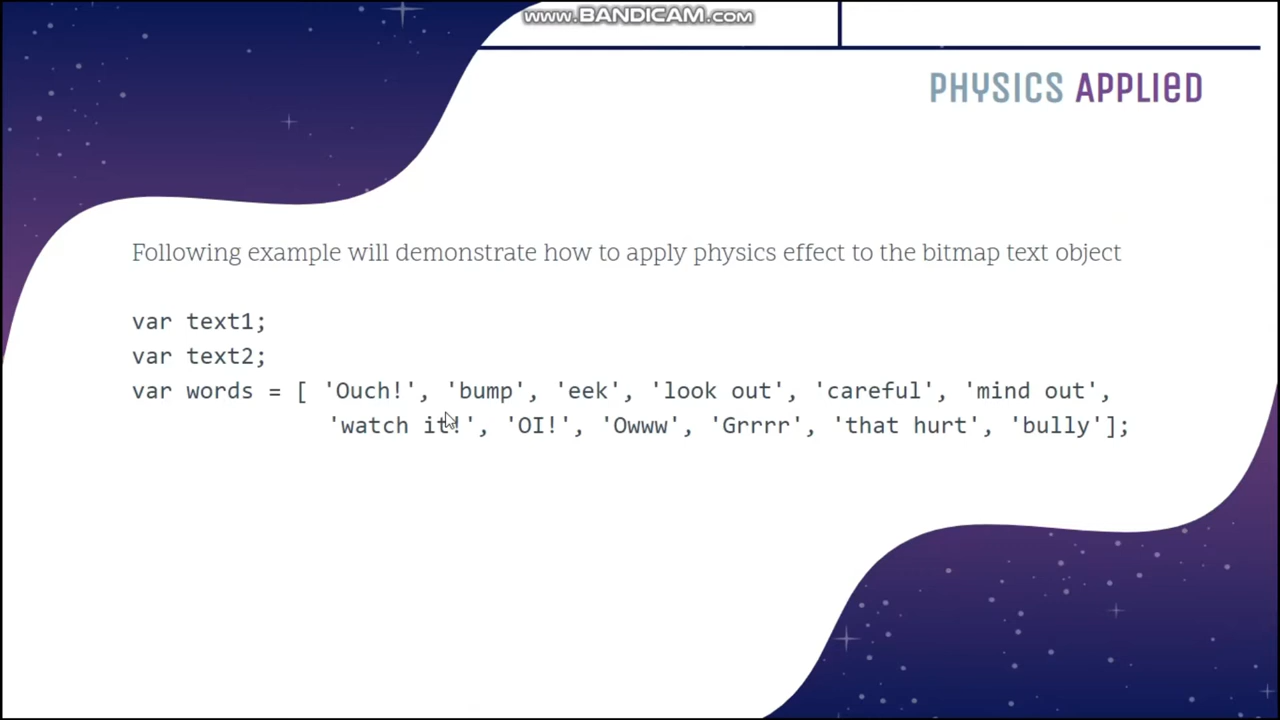 www.BANDICAM.com
PHYSICS APPLIED
Following example will demonstrate how to apply physics effect to the bitmap text object
var text1;
var text2;
var words = [ 'Ouch!', 'bump', 'eek', 'look out', 'careful', 'mind out',
'watch it!', 'OI!', 'Owww', 'Grrrr', 'that hurt', 'bully'];